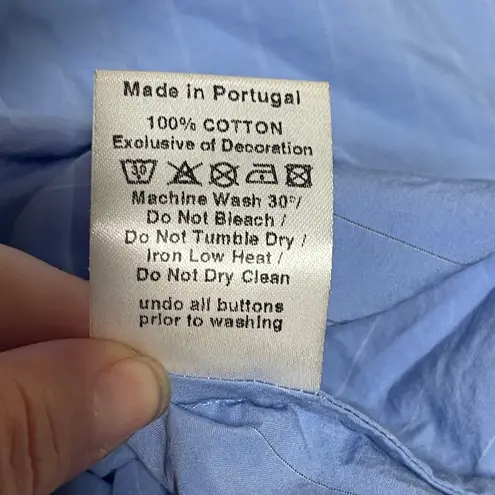 Made in Portugal
100% COTTON
Exclusive of Decoration
30
Machine Wash 30°/
Do Not Bleach /
Do Not Tumble Dry /
Iron Low Heat /
Do Not Dry Clean
undo all buttons
prior to washing